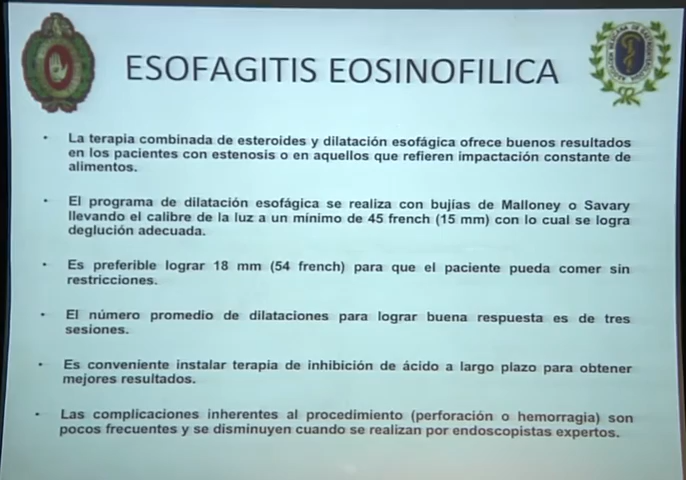 ESOFAGITIS EOSINOFILICA
• La terapia combinada de esteroides y dilatación esofágica ofrece buenos resultados
en los pacientes con estenosis o en aquellos que refieren impactación constante de
alimentos.
• El programa de dilatación esofágica se realiza con bujías de Malloney o Savary
llevando el calibre de la luz a un mínimo de 45 french (15 mm) con lo cual se logra
deglución adecuada.
• Es preferible lograr 18 mm (54 french) para que el paciente pueda comer sin
restricciones.
• El número promedio de dilataciones para lograr buena respuesta es de tres
sesiones.
• Es conveniente instalar terapia de inhibición de ácido a largo plazo para obtener
mejores resultados.
• Las complicaciones inherentes al procedimiento (perforación o hemorragia) son
pocos frecuentes y se disminuyen cuando se realizan por endoscopistas expertos.